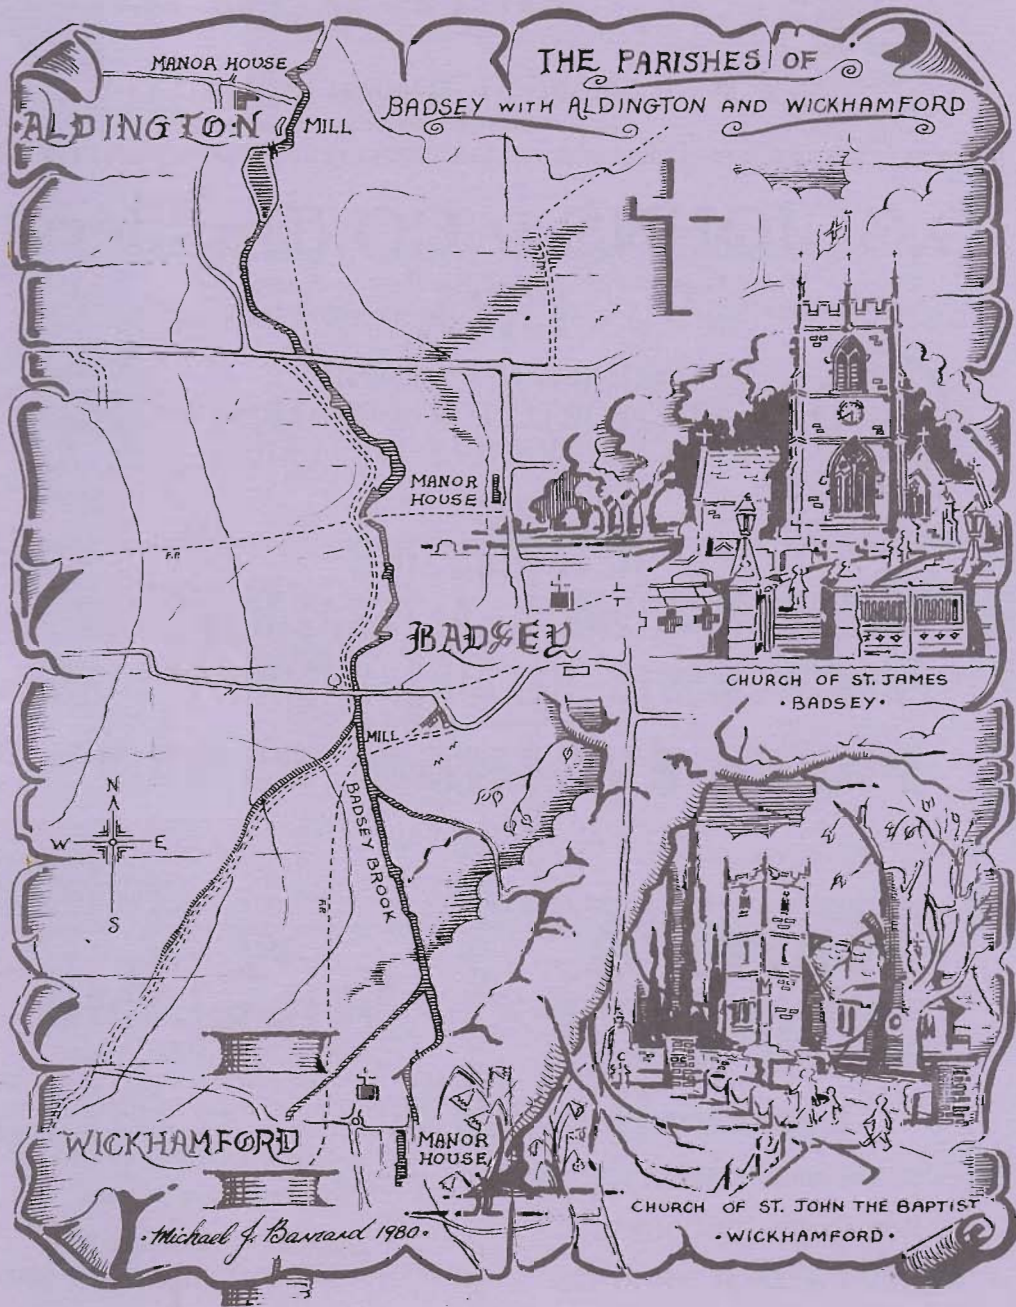 THE PARISHES OF
BADSEY WITH ALDINGTON AND WICKHAMFORD
MANOR HOUSE
ALDINGTON
MILL
MANOR
HOUSE
F.P.
BADSEY
CHURCH OF ST. JAMES
• BADSEY •
MILL
BADSEY BROOK
N
W
E
S
F.P.
WICKHAMFORD
MANOR
HOUSE
CHURCH OF ST. JOHN THE BAPTIST
• WICKHAMFORD •
• Michael J. Barnard 1980 •